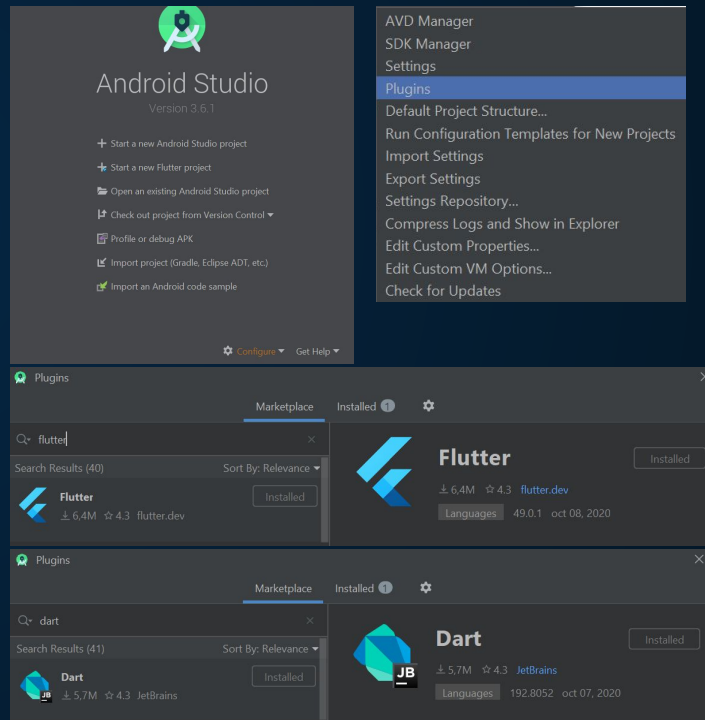 Android Studio
Version 3.6.1
Start a new Android Studio project
Start a new Flutter project
Open an existing Android Studio project
Check out project from Version Control
Profile or debug APK
Import project (Gradle, Eclipse ADT, etc.)
Import an Android code sample
Configure Get Help
AVD Manager
SDK Manager
Settings
Plugins
Default Project Structure...
Run Configuration Templates for New Projects
Import Settings
Export Settings
Settings Repository...
Compress Logs and Show in Explorer
Edit Custom Properties...
Edit Custom VM Options...
Check for Updates
Plugins
Marketplace Installed 1
flutter
Search Results (40) Sort By: Relevance
Flutter Installed
6,4M 4.3 flutter.dev
Flutter Installed
6,4M 4.3 flutter.dev
Languages 49.0.1 oct 08, 2020
Plugins
Marketplace Installed 1
dart
Search Results (41) Sort By: Relevance
Dart Installed
JB 5,7M 4.3 JetBrains
Dart Installed
JB 5,7M 4.3 JetBrains
Languages 192.8052 oct 07, 2020